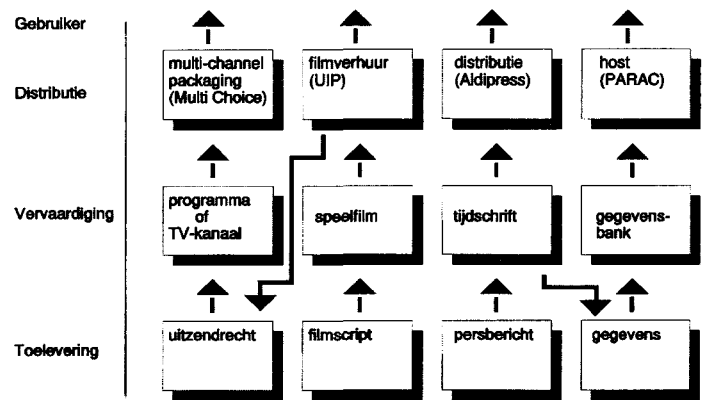 Gebruiker
Distributie
multi-channel
packaging
(Multi Choice)
filmverhuur
(UIP)
distributie
(Aldipress)
host
(PARAC)
Vervaardiging
programma
of
TV-kanaal
speelfilm
tijdschrift
gegevens-
bank
Toelevering
uitzendrecht
filmscript
persbericht
gegevens